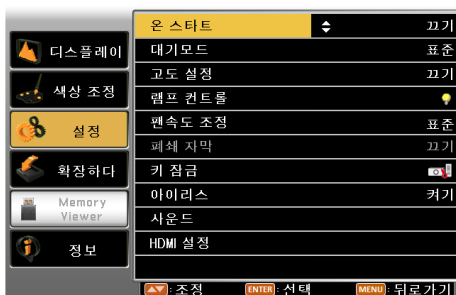 디스플레이
색상 조정
설정
확장하다
Memory
Viewer
정보
온 스타트 끄기
대기모드 표준
고도 설정 끄기
램프 컨트롤
팬속도 조정 표준
폐쇄 자막 끄기
키 잠금
아이리스 켜기
사운드
HDMI 설정
: 조정 ENTER : 선택 MENU : 뒤로가기